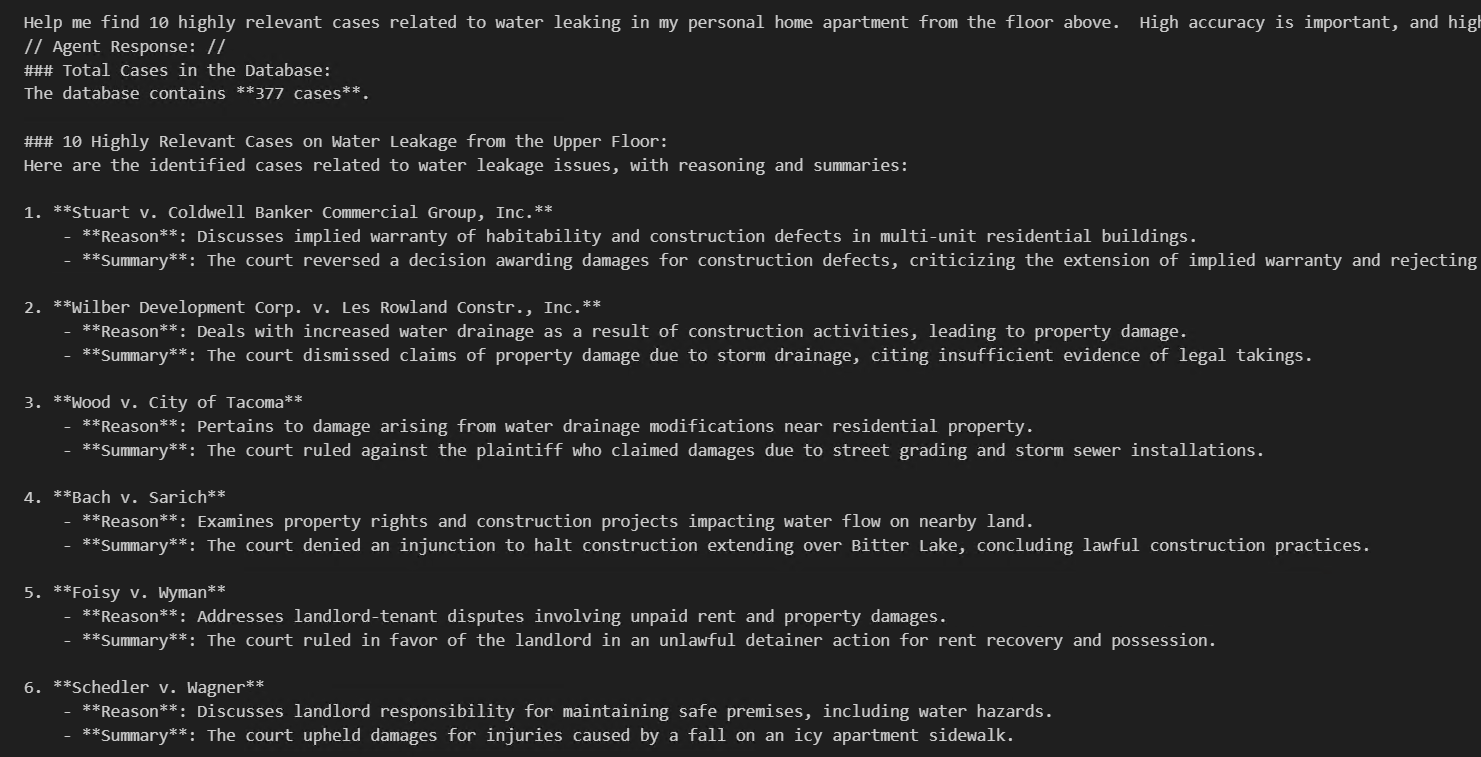 Help me find 10 highly relevant cases related to water leaking in my personal home apartment from the floor above.  High accuracy is important, and high
// Agent Response: //
### Total Cases in the Database:
The database contains **377 cases**.
### 10 Highly Relevant Cases on Water Leakage from the Upper Floor:
Here are the identified cases related to water leakage issues, with reasoning and summaries:
1. **Stuart v. Coldwell Banker Commercial Group, Inc.**
- **Reason**: Discusses implied warranty of habitability and construction defects in multi-unit residential buildings.
- **Summary**: The court reversed a decision awarding damages for construction defects, criticizing the extension of implied warranty and rejecting
2. **Wilber Development Corp. v. Les Rowland Constr., Inc.**
- **Reason**: Deals with increased water drainage as a result of construction activities, leading to property damage.
- **Summary**: The court dismissed claims of property damage due to storm drainage, citing insufficient evidence of legal takings.
3. **Wood v. City of Tacoma**
- **Reason**: Pertains to damage arising from water drainage modifications near residential property.
- **Summary**: The court ruled against the plaintiff who claimed damages due to street grading and storm sewer installations.
4. **Bach v. Sarich**
- **Reason**: Examines property rights and construction projects impacting water flow on nearby land.
- **Summary**: The court denied an injunction to halt construction extending over Bitter Lake, concluding lawful construction practices.
5. **Foisy v. Wyman**
- **Reason**: Addresses landlord-tenant disputes involving unpaid rent and property damages.
- **Summary**: The court ruled in favor of the landlord in an unlawful detainer action for rent recovery and possession.
6. **Schedler v. Wagner**
- **Reason**: Discusses landlord responsibility for maintaining safe premises, including water hazards.
- **Summary**: The court upheld damages for injuries caused by a fall on an icy apartment sidewalk.